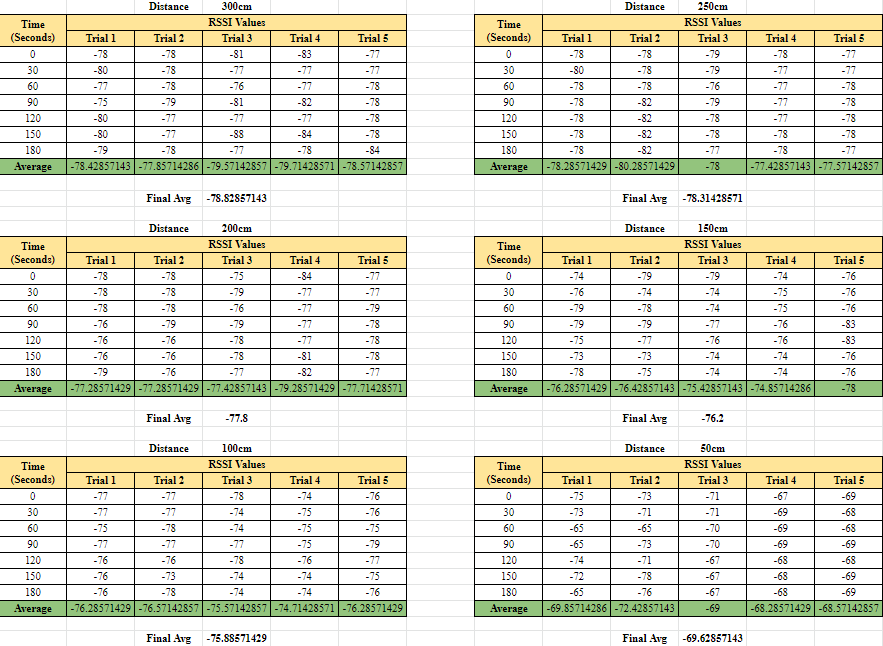 Distance 300cm
Time (Seconds) RSSI Values
Trial 1 Trial 2 Trial 3 Trial 4 Trial 5
0 -78 -78 -81 -83 -77
30 -80 -78 -77 -77 -77
60 -77 -78 -76 -77 -78
90 -75 -79 -81 -82 -78
120 -80 -77 -77 -77 -78
150 -80 -77 -88 -84 -78
180 -79 -78 -77 -78 -84
Average -78.42857143 -77.85714286 -79.57142857 -79.71428571 -78.57142857
Final Avg -78.82857143
Distance 250cm
Time (Seconds) RSSI Values
Trial 1 Trial 2 Trial 3 Trial 4 Trial 5
0 -78 -78 -79 -78 -77
30 -80 -78 -79 -77 -77
60 -78 -78 -76 -77 -78
90 -78 -82 -79 -77 -78
120 -78 -82 -78 -77 -78
150 -78 -82 -78 -78 -78
180 -78 -82 -77 -78 -77
Average -78.28571429 -80.28571429 -78 -77.42857143 -77.57142857
Final Avg -78.31428571
Distance 200cm
Time (Seconds) RSSI Values
Trial 1 Trial 2 Trial 3 Trial 4 Trial 5
0 -78 -78 -75 -84 -77
30 -78 -78 -79 -77 -77
60 -78 -78 -76 -77 -79
90 -76 -79 -79 -77 -78
120 -76 -76 -78 -77 -78
150 -76 -76 -78 -81 -78
180 -79 -76 -77 -82 -77
Average -77.28571429 -77.28571429 -77.42857143 -79.28571429 -77.71428571
Final Avg -77.8
Distance 150cm
Time (Seconds) RSSI Values
Trial 1 Trial 2 Trial 3 Trial 4 Trial 5
0 -74 -79 -79 -74 -76
30 -76 -74 -74 -75 -76
60 -79 -78 -74 -75 -76
90 -79 -79 -77 -76 -83
120 -75 -77 -76 -76 -83
150 -73 -73 -74 -74 -76
180 -78 -75 -74 -74 -76
Average -76.28571429 -76.42857143 -75.42857143 -74.85714286 -78
Final Avg -76.2
Distance 100cm
Time (Seconds) RSSI Values
Trial 1 Trial 2 Trial 3 Trial 4 Trial 5
0 -77 -77 -78 -74 -76
30 -77 -77 -74 -75 -76
60 -75 -78 -74 -75 -75
90 -77 -77 -77 -75 -79
120 -76 -76 -78 -76 -77
150 -76 -73 -74 -74 -75
180 -76 -78 -74 -74 -76
Average -76.28571429 -76.57142857 -75.57142857 -74.71428571 -76.28571429
Final Avg -75.88571429
Distance 50cm
Time (Seconds) RSSI Values
Trial 1 Trial 2 Trial 3 Trial 4 Trial 5
0 -75 -73 -71 -67 -69
30 -73 -71 -71 -69 -68
60 -65 -65 -70 -69 -68
90 -65 -73 -70 -69 -69
120 -74 -71 -67 -68 -68
150 -72 -78 -67 -68 -69
180 -65 -76 -67 -68 -69
Average -69.85714286 -72.42857143 -69 -68.28571429 -68.57142857
Final Avg -69.62857143